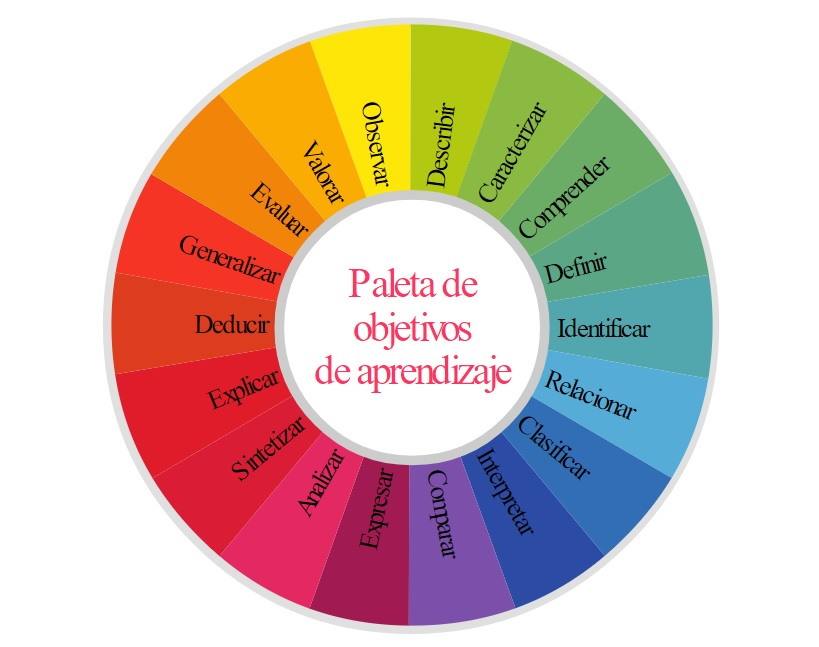 Paleta de
objetivos
de aprendizaje
Describir
Caracterizar
Comprender
Definir
Identificar
Relacionar
Clasificar
Interpretar
Comparar
Expresar
Analizar
Sintetizar
Explicar
Deducir
Generalizar
Evaluar
Valorar
Observar